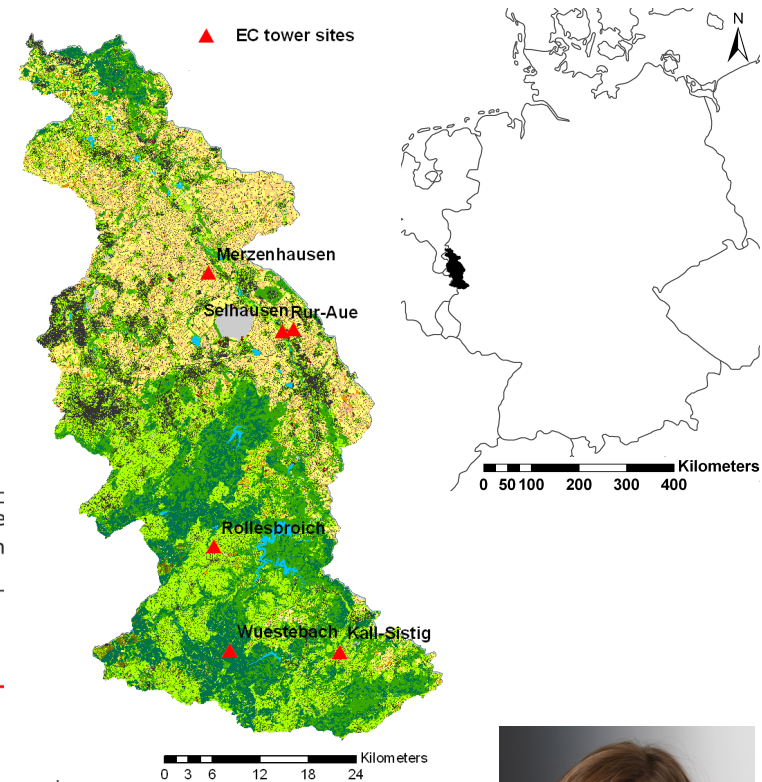 EC tower sites
N
Merzenhausen
Selhausen Rur-Aue
Kilometers
0 50 100 200 300 400
Rollesbroich
Wuestebach Kall-Sistig
Kilometers
0 3 6 12 18 24